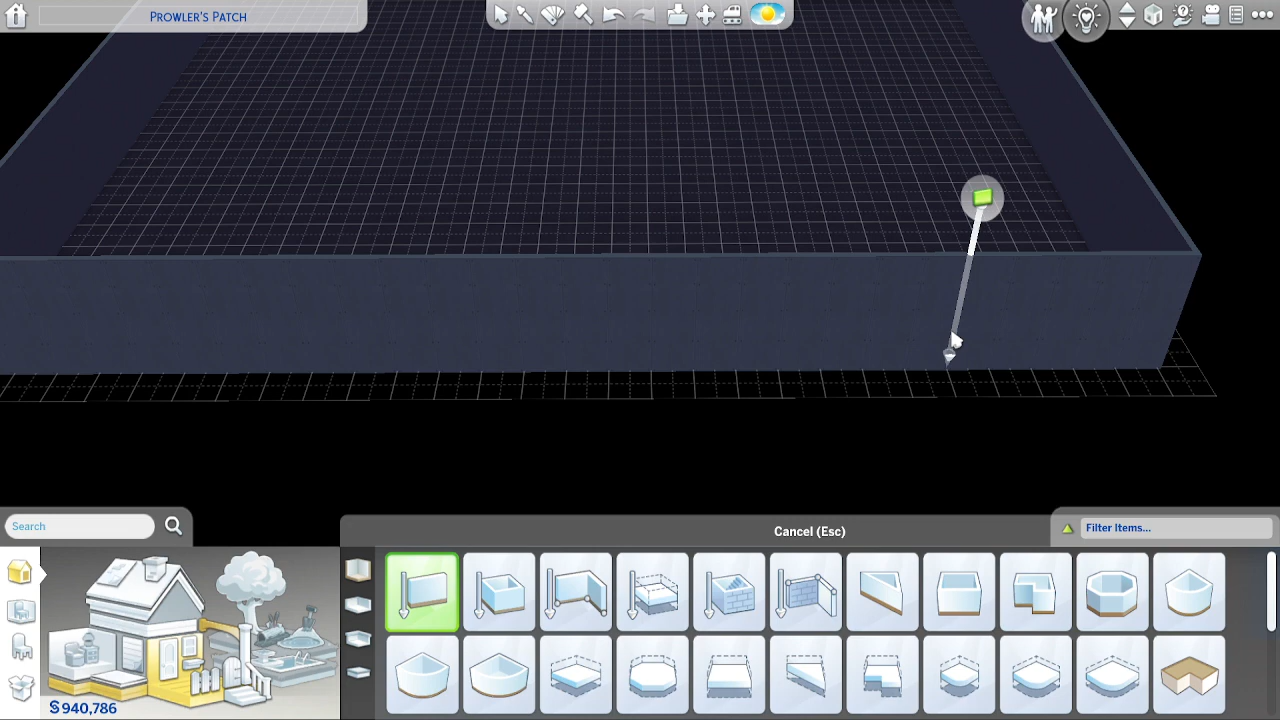 PROWLER'S PATCH
Search
Cancel (Esc)
Filter Items...
§940,786